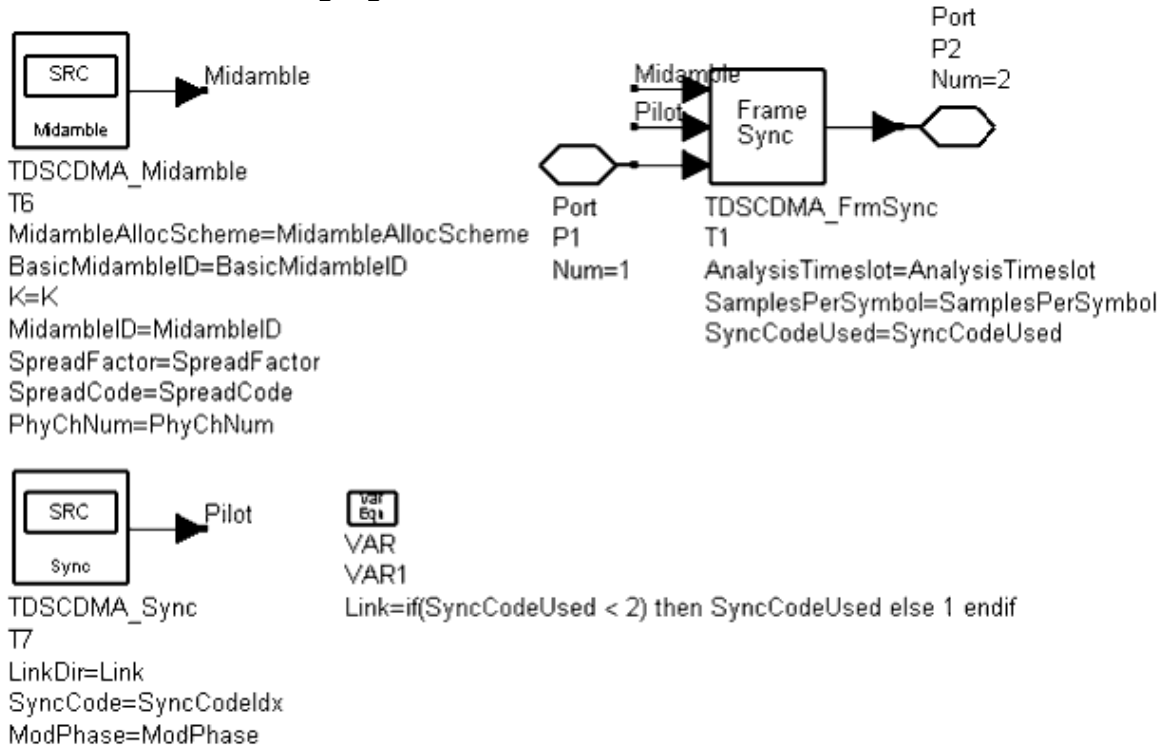 SRC
Midamble
Midamble
TDSCDMA_Midamble
T6
MidambleAllocScheme=MidambleAllocScheme
BasicMidambleID=BasicMidambleID
K=K
MidambleID=MidambleID
SpreadFactor=SpreadFactor
SpreadCode=SpreadCode
PhyChNum=PhyChNum
Port
P2
Num=2
Midamble
Pilot
Frame
Sync
Port
P1
Num=1
TDSCDMA_FrmSync
T1
AnalysisTimeslot=AnalysisTimeslot
SamplesPerSymbol=SamplesPerSymbol
SyncCodeUsed=SyncCodeUsed
SRC
Sync
Pilot
TDSCDMA_Sync
T7
LinkDir=Link
SyncCode=SyncCodeIdx
ModPhase=ModPhase
Var
Eqn
VAR
VAR1
Link=if(SyncCodeUsed < 2) then SyncCodeUsed else 1 endif